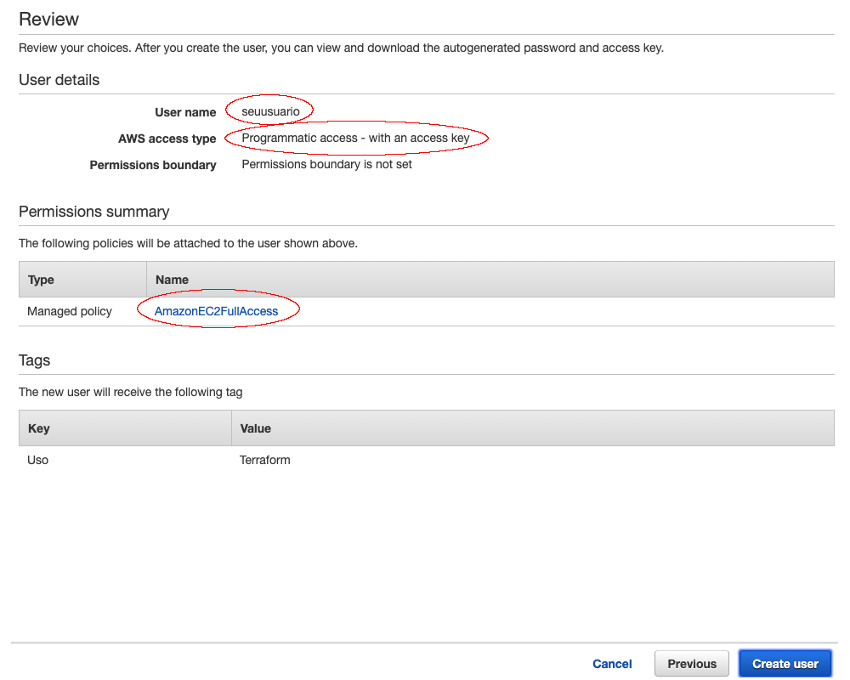 Review
Review your choices. After you create the user, you can view and download the autogenerated password and access key.
User details
User name seuusuario
AWS access type Programmatic access - with an access key
Permissions boundary Permissions boundary is not set
Permissions summary
The following policies will be attached to the user shown above.
Type Name
Managed policy AmazonEC2FullAccess
Tags
The new user will receive the following tag
Key Value
Uso Terraform
Cancel Previous Create user